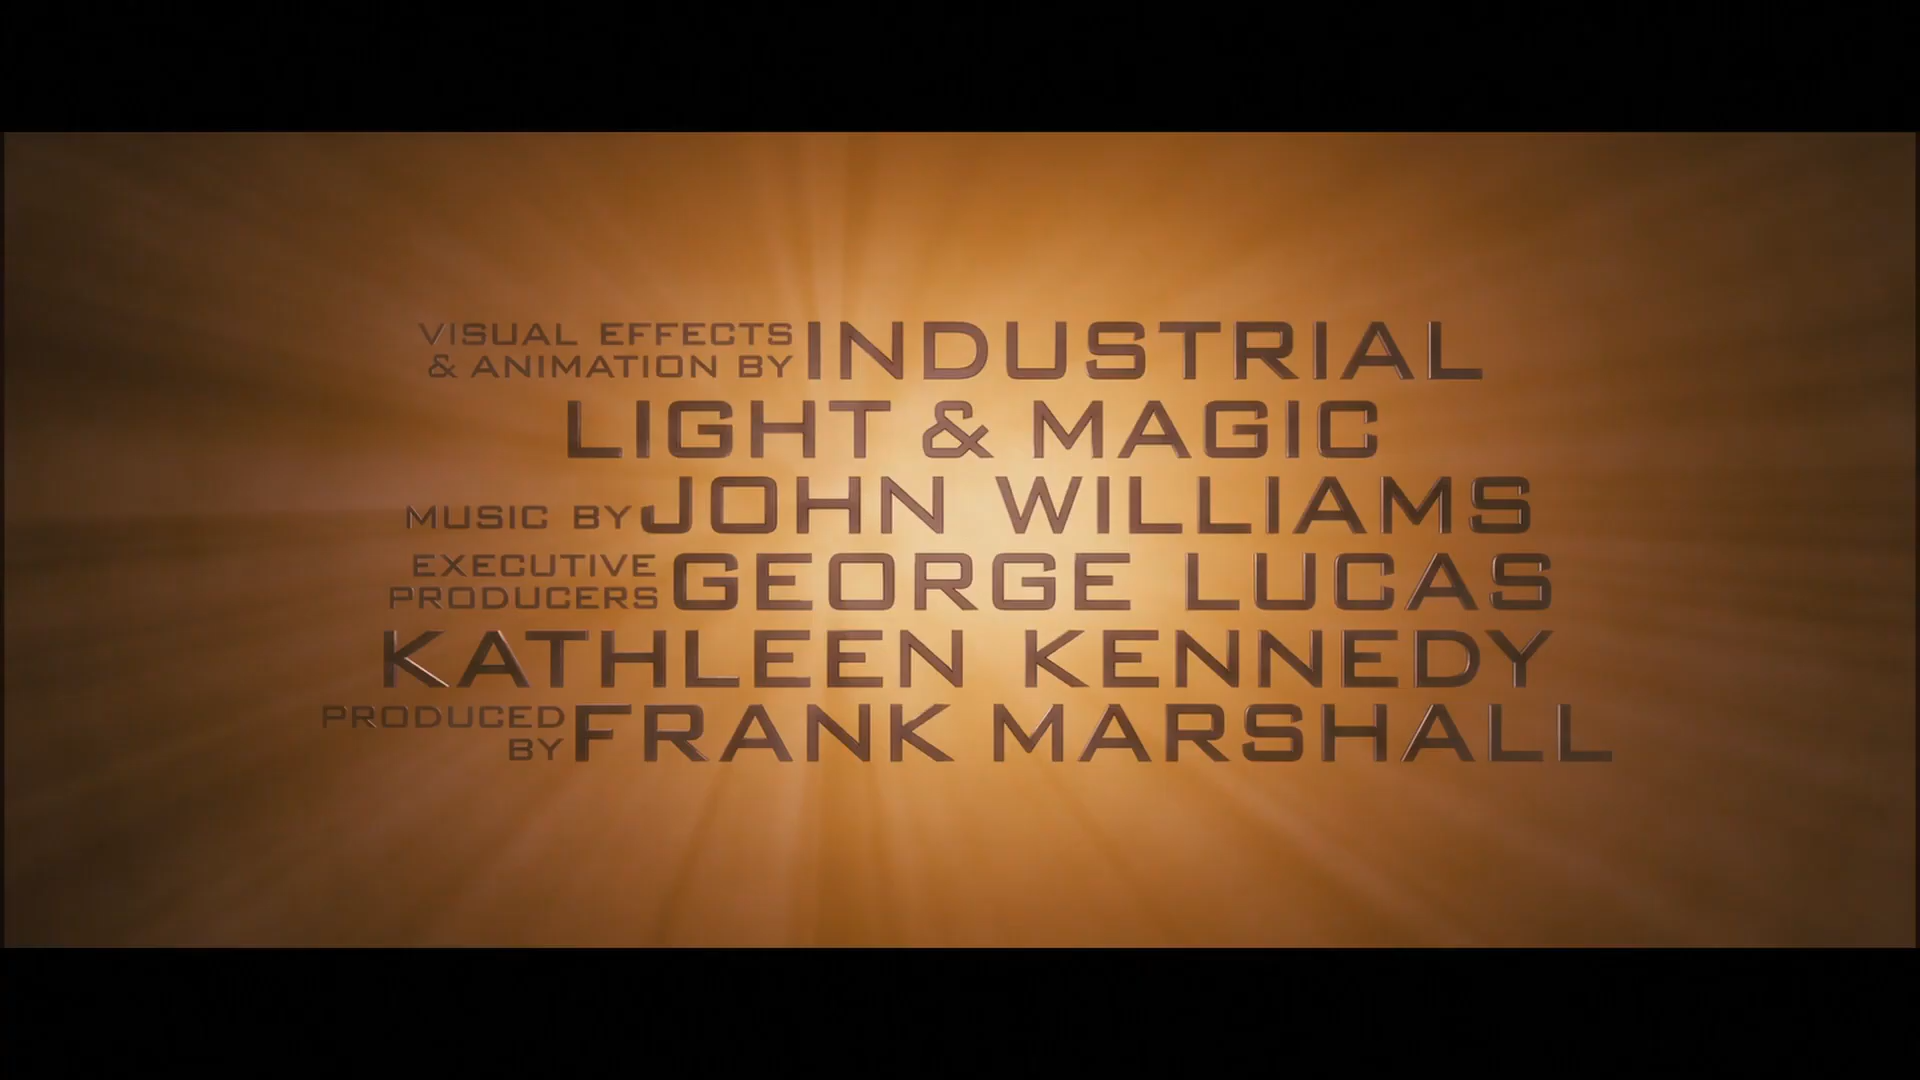 VISUAL EFFECTS & ANIMATION BY INDUSTRIAL
LIGHT & MAGIC
MUSIC BY JOHN WILLIAMS
EXECUTIVE PRODUCERS GEORGE LUCAS
KATHLEEN KENNEDY
PRODUCED BY FRANK MARSHALL